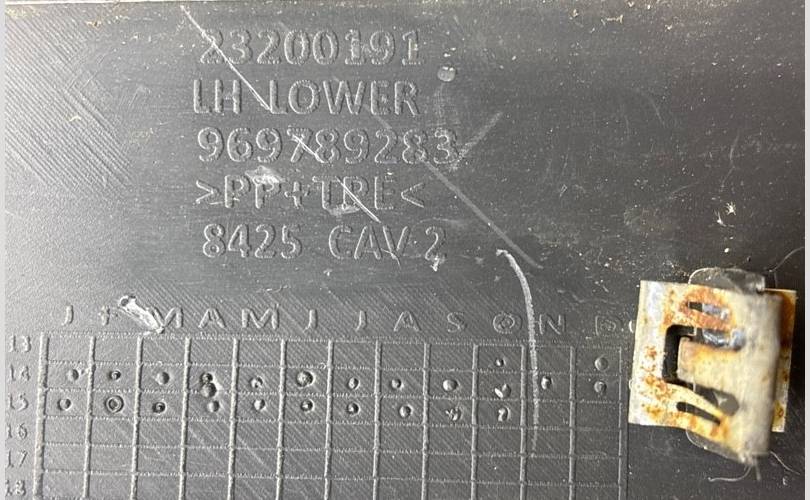 23200191
LH LOWER
969789283
>PP+TPE<
8425 CAV 2
J F M A M J J A S O N D
13
14
15
16
17
18